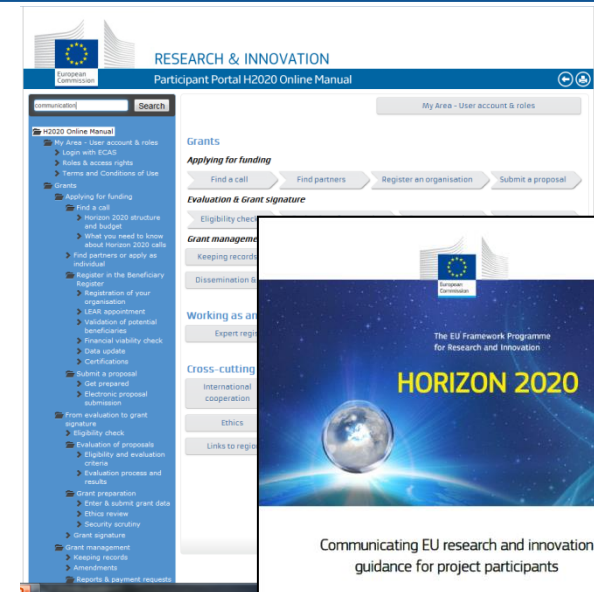 European
Commission
RESEARCH & INNOVATION
Participant Portal H2020 Online Manual
communication
Search
H2020 Online Manual
My Area - User account & roles
Login with ECAS
Roles & access rights
Terms and Conditions of Use
Grants
Applying for funding
Find a call
Horizon 2020 structure
and budget
What you need to know
about Horizon 2020 calls
Find partners or apply as
individual
Register in the Beneficiary
Register
Registration of your
organisation
LEAR appointment
Validation of potential
beneficiaries
Financial viability check
Data update
Certifications
Submit a proposal
Get prepared
Electronic proposal
submission
From evaluation to grant
signature
Eligibility check
Evaluation of proposals
Eligibility and evaluation
criteria
Evaluation process and
results
Grant preparation
Enter & submit grant data
Ethics review
Security scrutiny
Grant signature
Grant management
Keeping records
Amendments
Reports & payment requests
My Area - User account & roles
Grants
Applying for funding
Find a call
Find partners
Register an organisation
Submit a proposal
Evaluation & Grant signature
Eligibility check
Grant manageme
Keeping records
Dissemination &
Working as an
Expert regis
Cross-cutting
International
cooperation
Ethics
Links to region
European
Commission
The EU Framework Programme
for Research and Innovation
HORIZON 2020
Communicating EU research and innovation
guidance for project participants